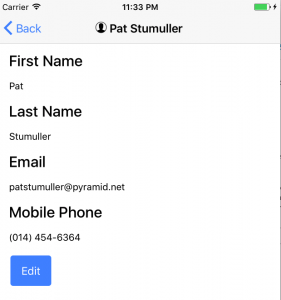 Carrier 11:33 PM
Back Pat Stumuller
First Name
Pat
Last Name
Stumuller
Email
patstumuller@pyramid.net
Mobile Phone
(014) 454-6364
Edit